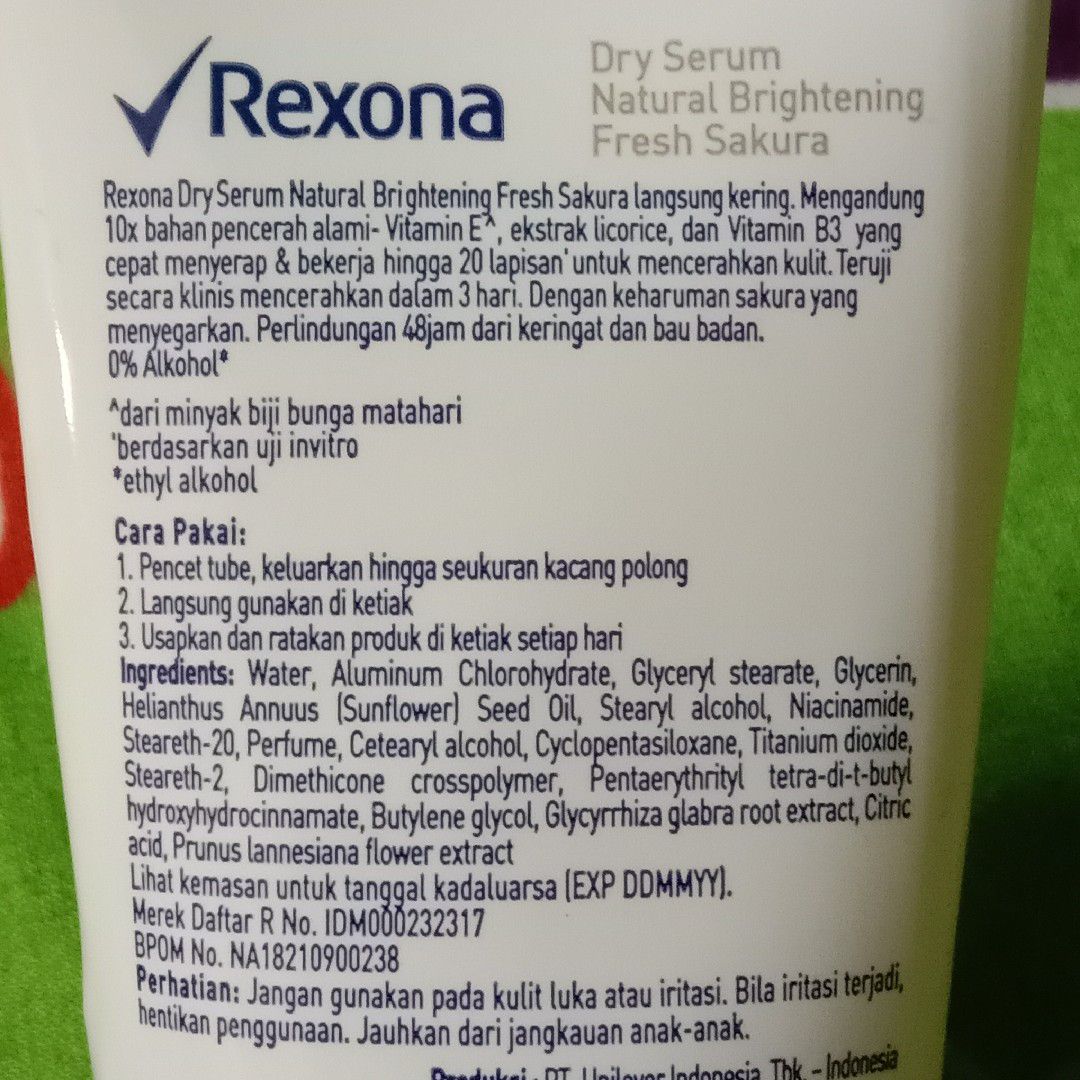 Rexona
Dry Serum
Natural Brightening
Fresh Sakura
Rexona Dry Serum Natural Brightening Fresh Sakura langsung kering. Mengandung
10x bahan pencerah alami- Vitamin E^, ekstrak licorice, dan Vitamin B3 yang
cepat menyerap & bekerja hingga 20 lapisan' untuk mencerahkan kulit. Teruji
secara klinis mencerahkan dalam 3 hari. Dengan keharuman sakura yang
menyegarkan. Perlindungan 48jam dari keringat dan bau badan.
0% Alkohol*
^dari minyak biji bunga matahari
'berdasarkan uji invitro
*ethyl alkohol
Cara Pakai:
1. Pencet tube, keluarkan hingga seukuran kacang polong
2. Langsung gunakan di ketiak
3. Usapkan dan ratakan produk di ketiak setiap hari
Ingredients: Water, Aluminum Chlorohydrate, Glyceryl stearate, Glycerin,
Helianthus Annuus (Sunflower) Seed Oil, Stearyl alcohol, Niacinamide,
Steareth-20, Perfume, Cetearyl alcohol, Cyclopentasiloxane, Titanium dioxide,
Steareth-2, Dimethicone crosspolymer, Pentaerythrityl tetra-di-t-butyl
hydroxyhydrocinnamate, Butylene glycol, Glycyrrhiza glabra root extract, Citric
acid, Prunus lannesiana flower extract
Lihat kemasan untuk tanggal kadaluarsa (EXP DDMMYY).
Merek Daftar R No. IDM000232317
BPOM No. NA18210900238
Perhatian: Jangan gunakan pada kulit luka atau iritasi. Bila iritasi terjadi,
hentikan penggunaan. Jauhkan dari jangkauan anak-anak.
Produksi : PT. Unilever Indonesia, Tbk. – Indonesia